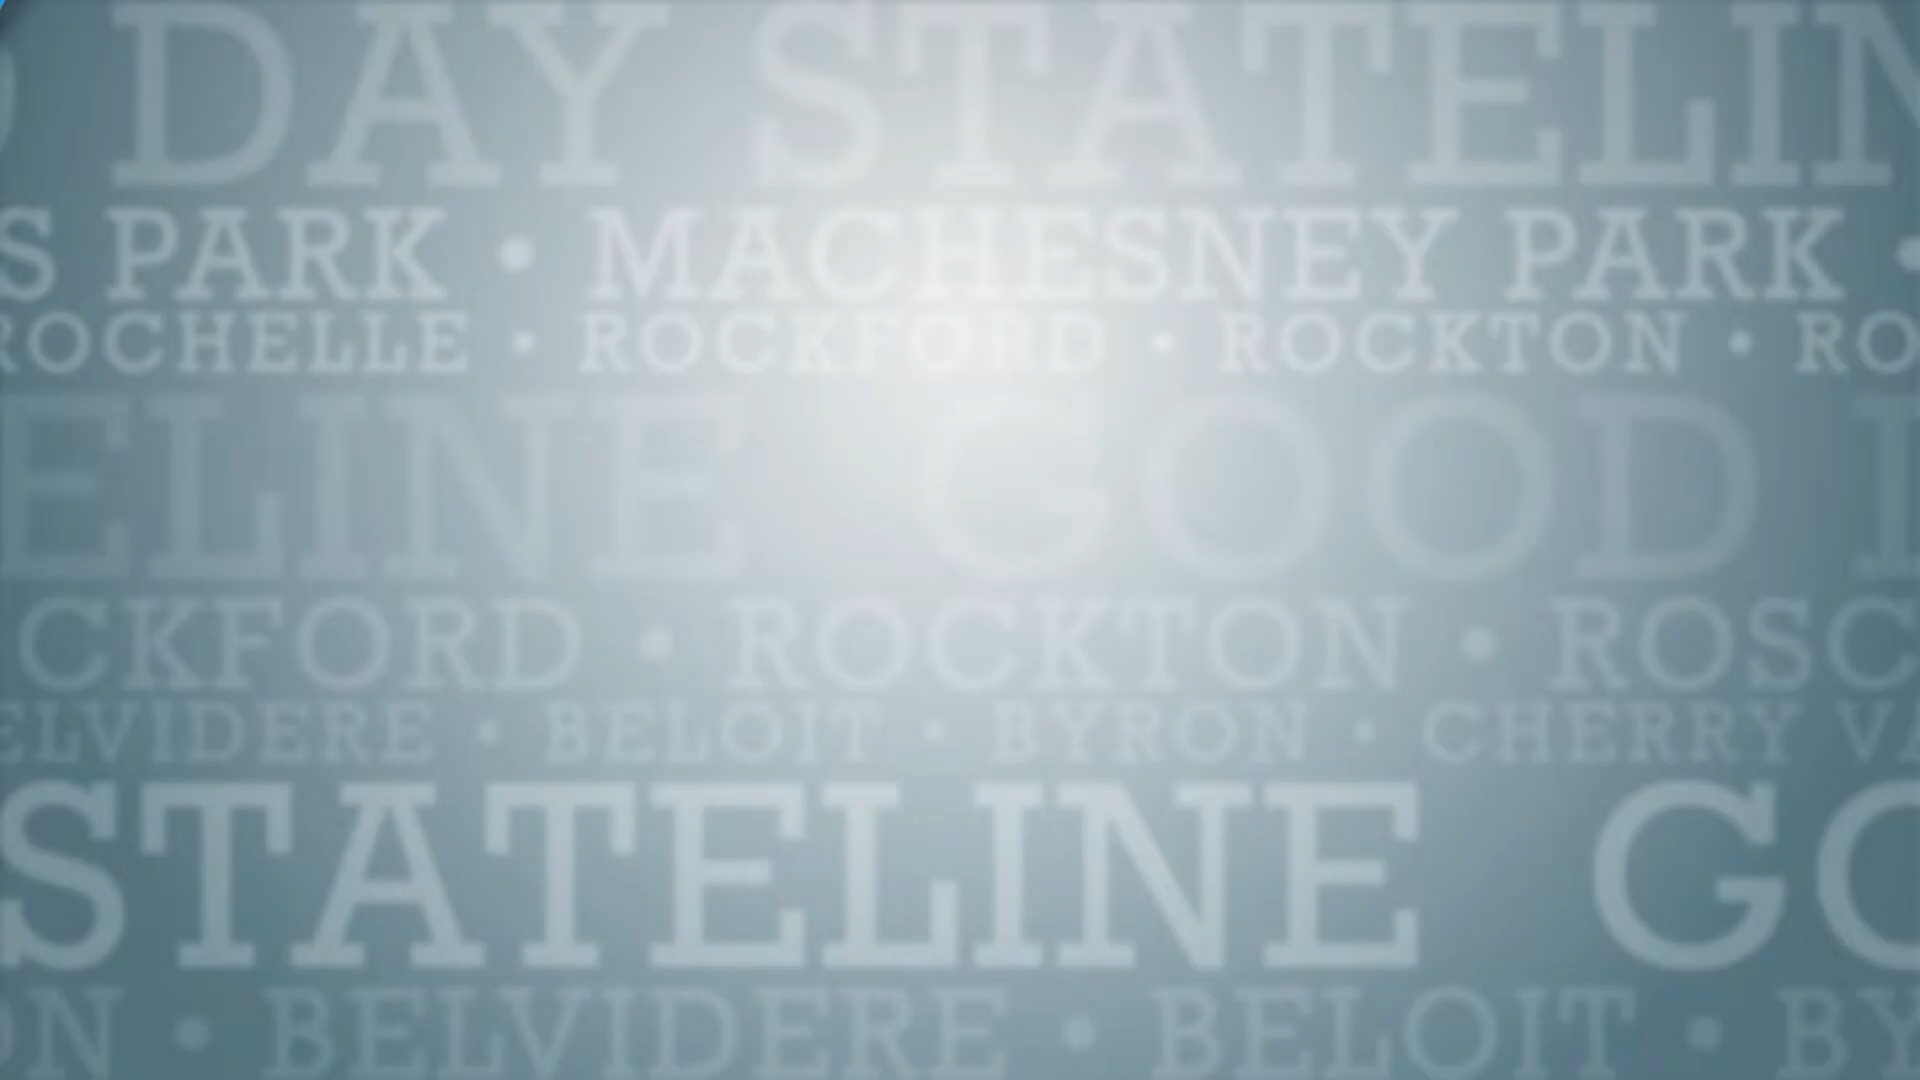 DAY STATELIN
S PARK • MACHESNEY PARK •
ROCHELLE • ROCKFORD • ROCKTON • RO
ELINE GOOD D
CKFORD • ROCKTON • ROSC
ELVIDERE • BELOIT • BYRON • CHERRY VA
STATELINE GO
ON • BELVIDERE • BELOIT • BY